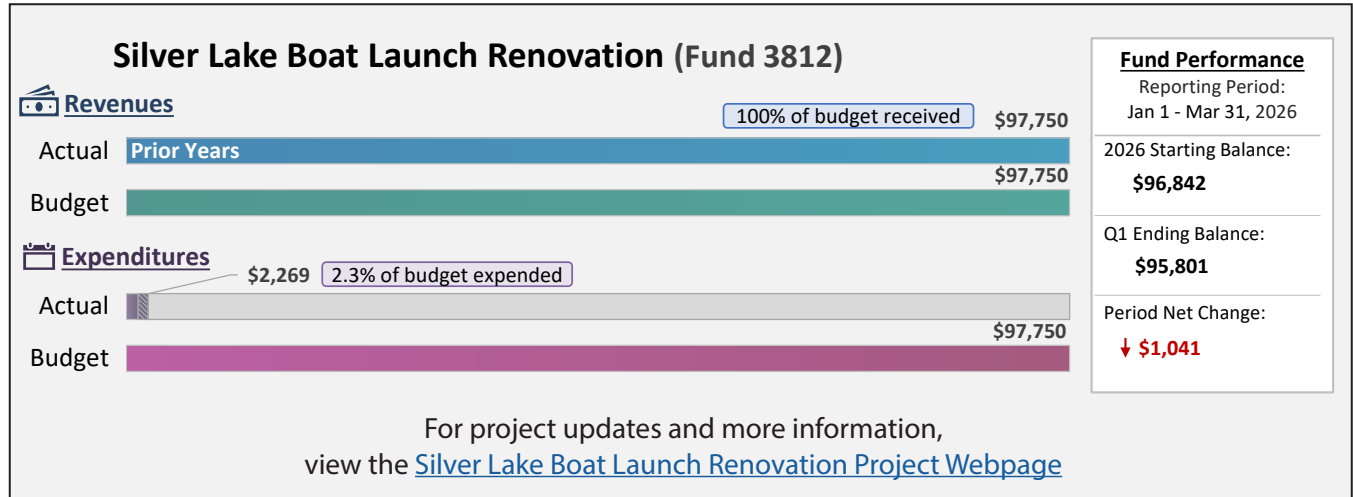 Silver Lake Boat Launch Renovation (Fund 3812)
Revenues
100% of budget received
$97,750
Actual
Prior Years
$97,750
Budget
Expenditures
$2,269
2.3% of budget expended
Actual
$97,750
Budget
For project updates and more information,
view the Silver Lake Boat Launch Renovation Project Webpage
Fund Performance
Reporting Period:
Jan 1 - Mar 31, 2026
2026 Starting Balance:
$96,842
Q1 Ending Balance:
$95,801
Period Net Change:
↓ $1,041